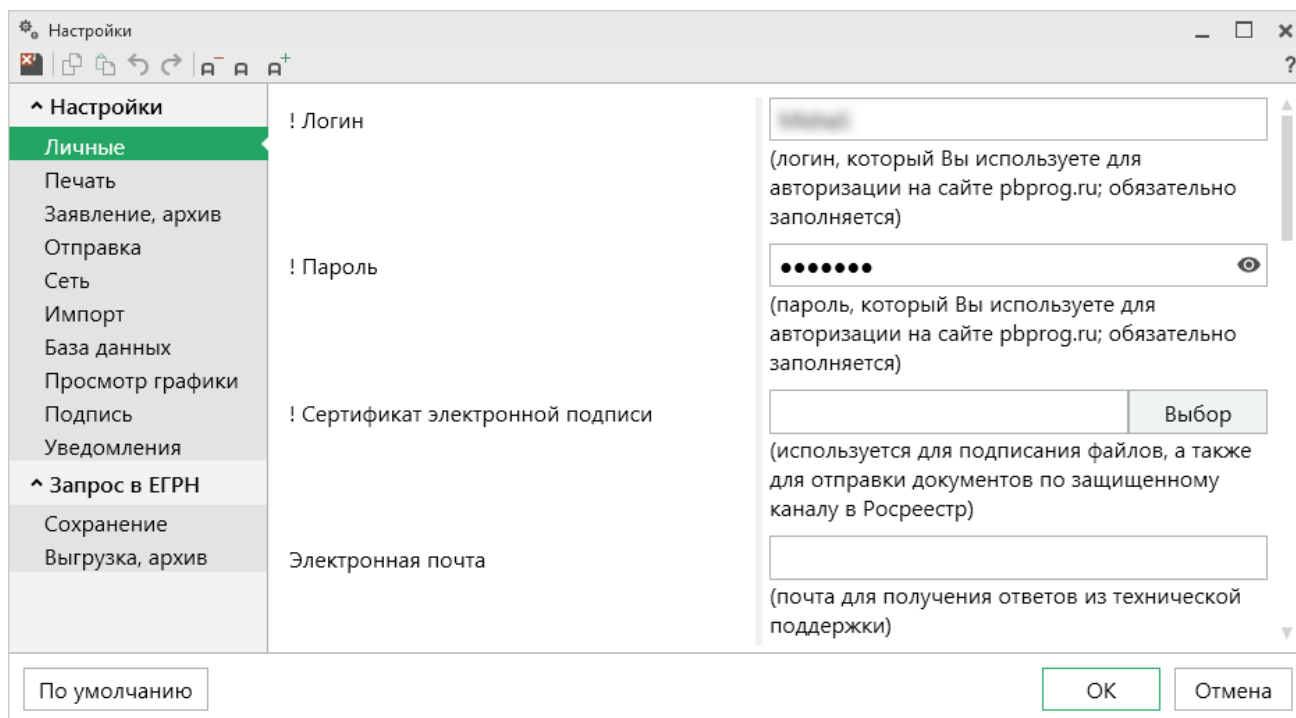 Настройки
?
^ Настройки
Личные
Печать
Заявление, архив
Отправка
Сеть
Импорт
База данных
Просмотр графики
Подпись
Уведомления
^ Запрос в ЕГРН
Сохранение
Выгрузка, архив
! Логин
(логин, который Вы используете для
авторизации на сайте pbprog.ru; обязательно
заполняется)
! Пароль
•••••••
(пароль, который Вы используете для
авторизации на сайте pbprog.ru; обязательно
заполняется)
! Сертификат электронной подписи
Выбор
(используется для подписания файлов, а также
для отправки документов по защищенному
каналу в Росреестр)
Электронная почта
(почта для получения ответов из технической
поддержки)
По умолчанию
ОК
Отмена